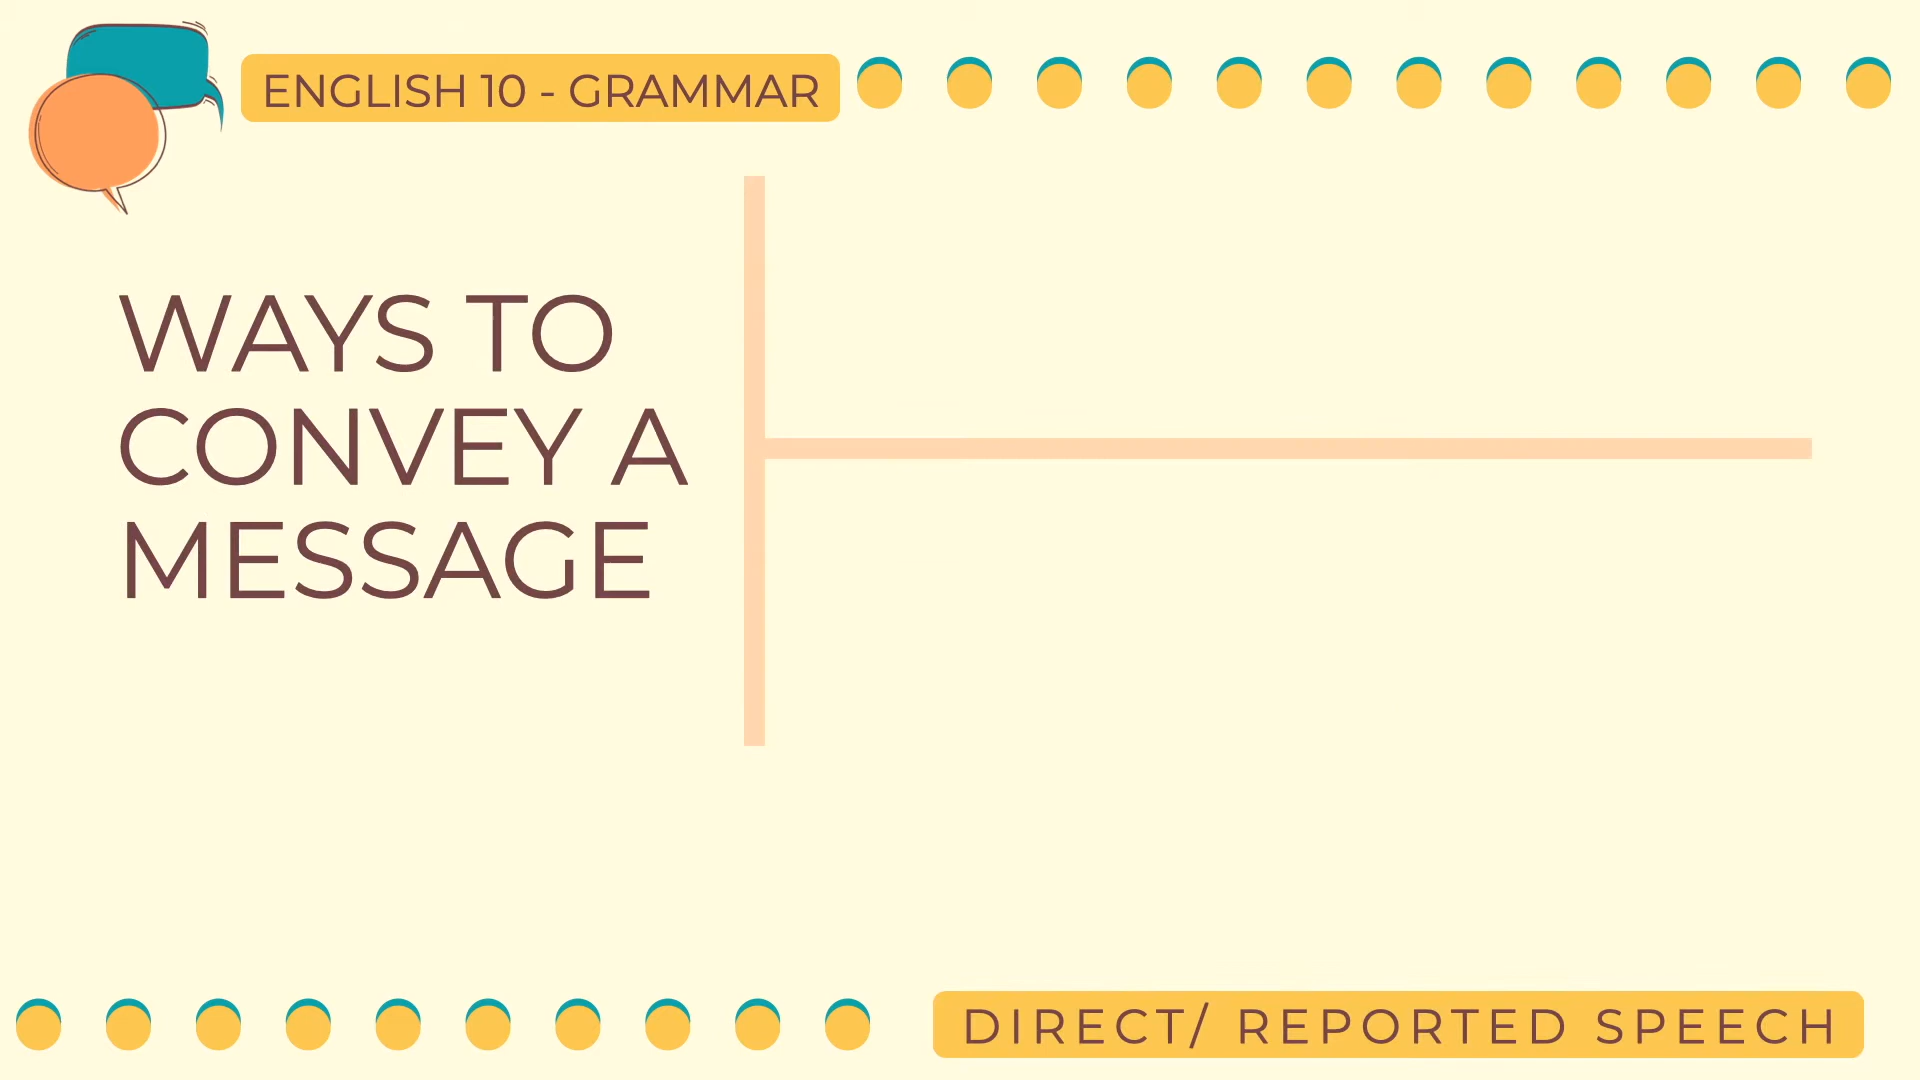 ENGLISH 10 - GRAMMAR
WAYS TO
CONVEY A
MESSAGE
DIRECT/ REPORTED SPEECH